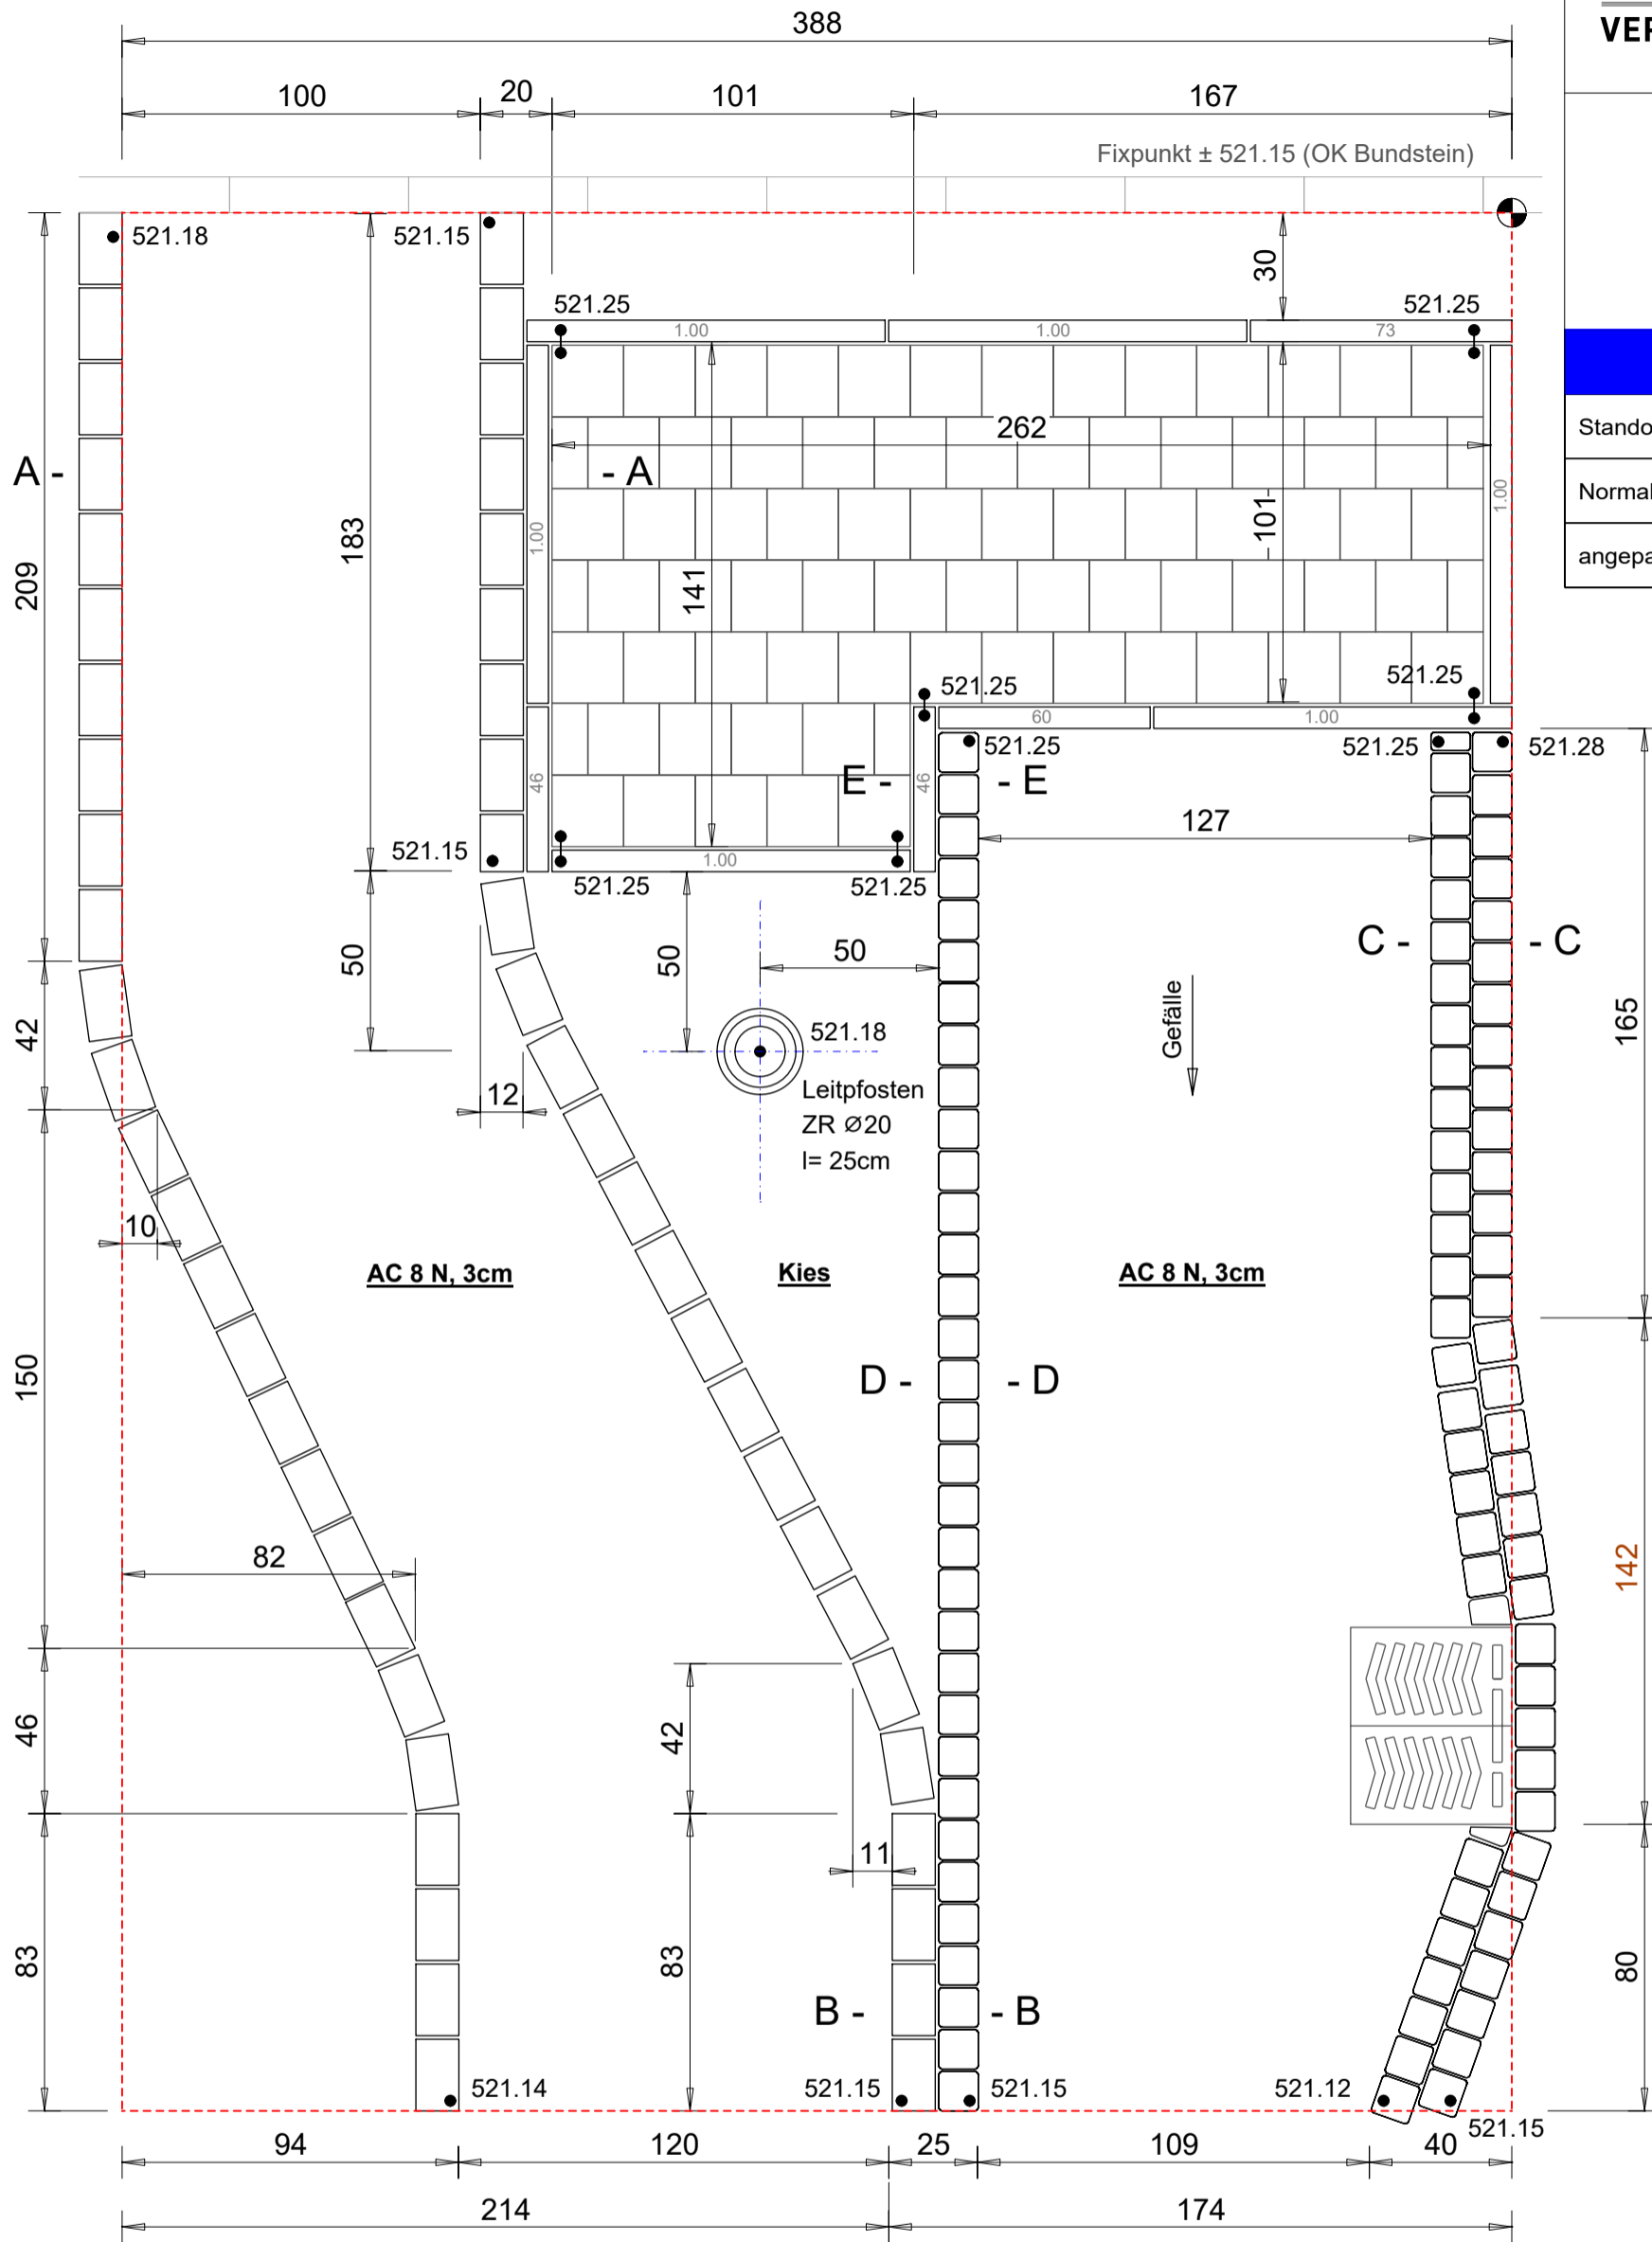 388
VER
100
20
101
167
Fixpunkt ± 521.15 (OK Bundstein)
521.18
521.15
30
521.25
521.25
1.00
1.00
73
Stando
262
A -
- A
Normal
1.00
101
183
1.00
angepa
209
141
521.25
521.25
60
1.00
521.25
521.25
521.28
E -
- E
46
46
127
521.15
1.00
521.25
521.25
C -
- C
50
50
50
Gefälle
165
42
521.18
Leitpfosten
ZR Ø20
l= 25cm
12
10
AC 8 N, 3cm
Kies
AC 8 N, 3cm
150
D -
- D
82
142
46
42
11
83
83
80
B -
- B
521.14
521.15
521.15
521.12
521.15
94
120
25
109
40
214
174